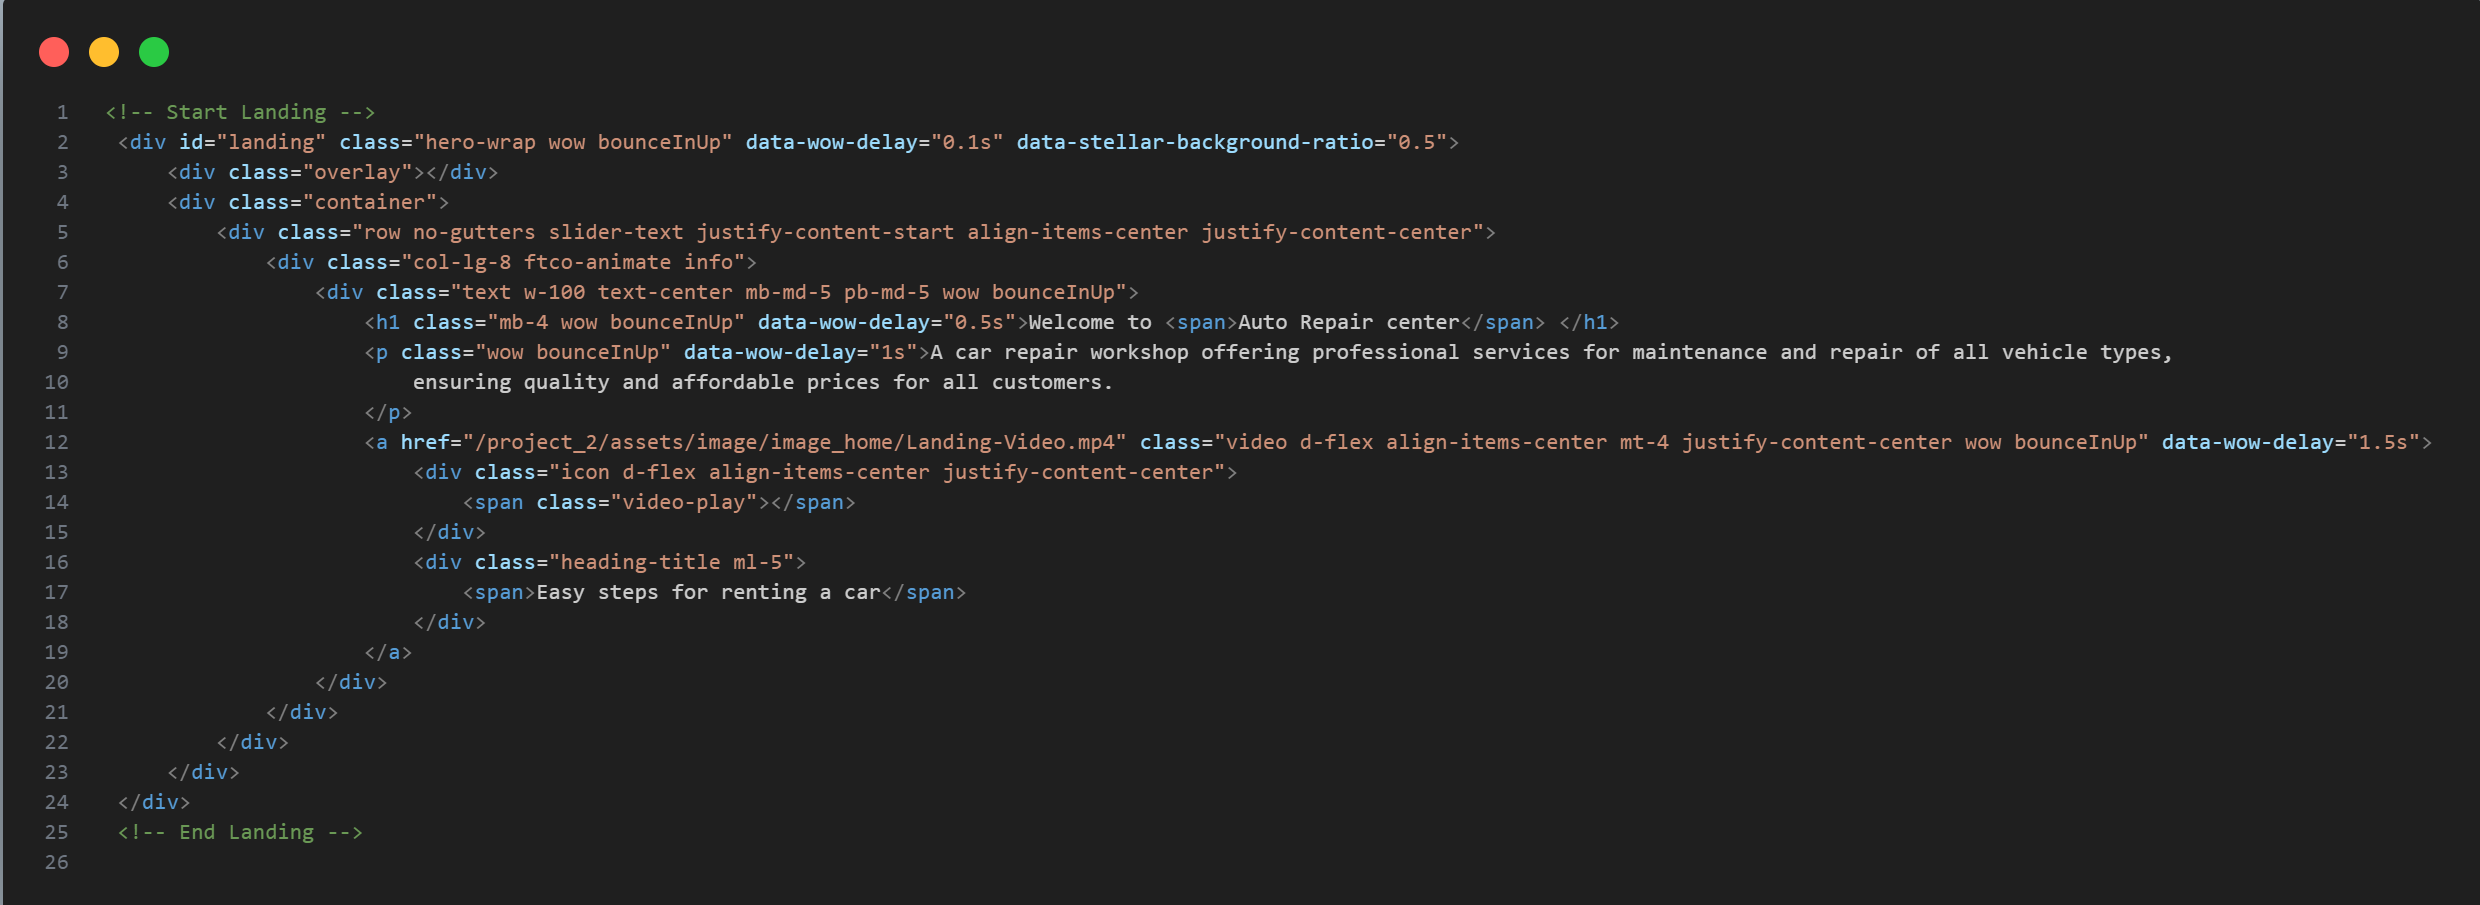 1 <!-- Start Landing -->
2 <div id="landing" class="hero-wrap wow bounceInUp" data-wow-delay="0.1s" data-stellar-background-ratio="0.5">
3 <div class="overlay"></div>
4 <div class="container">
5 <div class="row no-gutters slider-text justify-content-start align-items-center justify-content-center">
6 <div class="col-lg-8 ftco-animate info">
7 <div class="text w-100 text-center mb-md-5 pb-md-5 wow bounceInUp">
8 <h1 class="mb-4 wow bounceInUp" data-wow-delay="0.5s">Welcome to <span>Auto Repair center</span> </h1>
9 <p class="wow bounceInUp" data-wow-delay="1s">A car repair workshop offering professional services for maintenance and repair of all vehicle types,
10 ensuring quality and affordable prices for all customers.
11 </p>
12 <a href="/project_2/assets/image/image_home/Landing-Video.mp4" class="video d-flex align-items-center mt-4 justify-content-center wow bounceInUp" data-wow-delay="1.5s">
13 <div class="icon d-flex align-items-center justify-content-center">
14 <span class="video-play"></span>
15 </div>
16 <div class="heading-title ml-5">
17 <span>Easy steps for renting a car</span>
18 </div>
19 </a>
20 </div>
21 </div>
22 </div>
23 </div>
24 </div>
25 <!-- End Landing -->
26